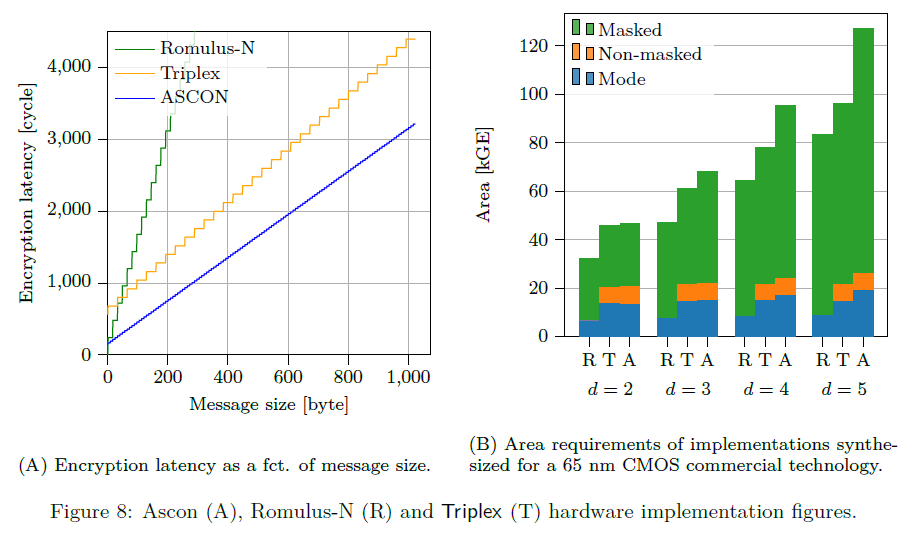 Romulus-N
Triplex
ASCON
4,000
3,000
2,000
1,000
0
Encryption latency [cycle]
0 200 400 600 800 1,000
Message size [byte]
(A) Encryption latency as a fct. of message size.
Masked
Non-masked
Mode
120
100
80
60
40
20
0
Area [kGE]
R T A R T A R T A R T A
d = 2 d = 3 d = 4 d = 5
(B) Area requirements of implementations synthe-
sized for a 65 nm CMOS commercial technology.
Figure 8: Ascon (A), Romulus-N (R) and Triplex (T) hardware implementation figures.